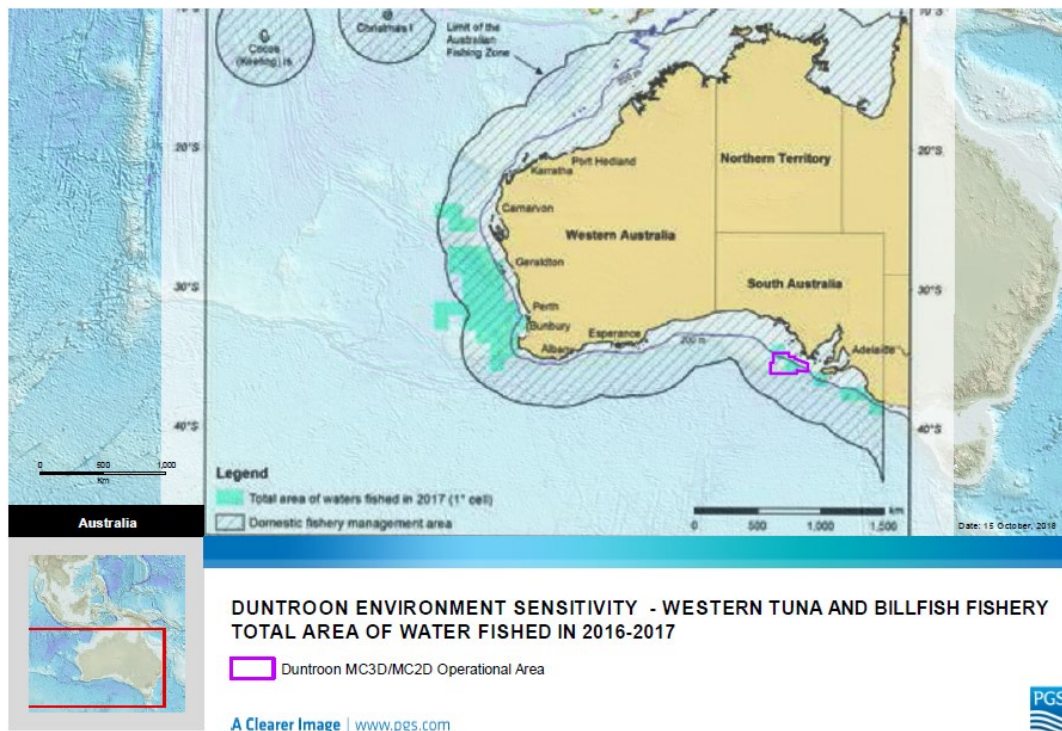 10°S
10°S
Cocos
(Keeling) Is
Christmas I
Limit of the
Australian
Fishing Zone
200 m
20°S
20°S
Port Hedland
Karratha
Northern Territory
Carnarvon
Western Australia
Geraldton
30°S
30°S
South Australia
Perth
Bunbury
Esperance
Albany
200 m
Adelaide
40°S
40°S
0 500 1,000
Km
Legend
Total area of waters fished in 2017 (1° cell)
Domestic fishery management area
0 500 1,000 1,500 km
Date: 15 October, 2018
Australia
DUNTROON ENVIRONMENT SENSITIVITY - WESTERN TUNA AND BILLFISH FISHERY
TOTAL AREA OF WATER FISHED IN 2016-2017
Duntroon MC3D/MC2D Operational Area
A Clearer Image | www.pgs.com
PGS